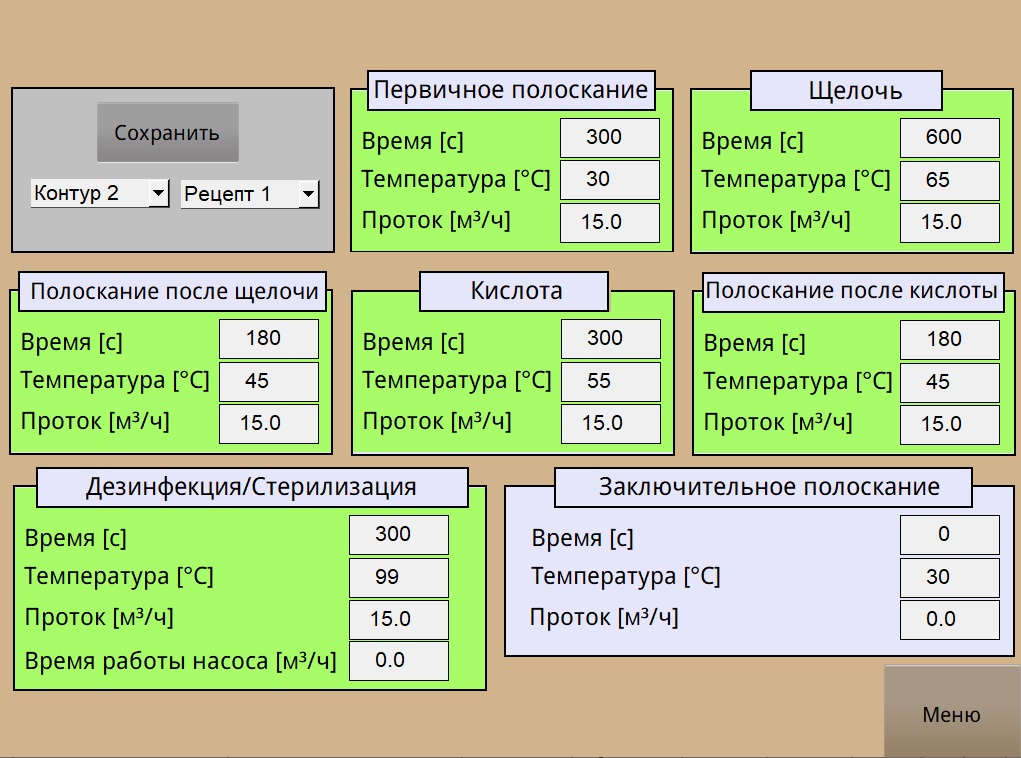 Сохранить
Контур 2 Рецепт 1
Первичное полоскание
Время [с] 300
Температура [°C] 30
Проток [м³/ч] 15.0
Щелочь
Время [с] 600
Температура [°C] 65
Проток [м³/ч] 15.0
Полоскание после щелочи
Время [с] 180
Температура [°C] 45
Проток [м³/ч] 15.0
Кислота
Время [с] 300
Температура [°C] 55
Проток [м³/ч] 15.0
Полоскание после кислоты
Время [с] 180
Температура [°C] 45
Проток [м³/ч] 15.0
Дезинфекция/Стерилизация
Время [с] 300
Температура [°C] 99
Проток [м³/ч] 15.0
Время работы насоса [м³/ч] 0.0
Заключительное полоскание
Время [с] 0
Температура [°C] 30
Проток [м³/ч] 0.0
Меню